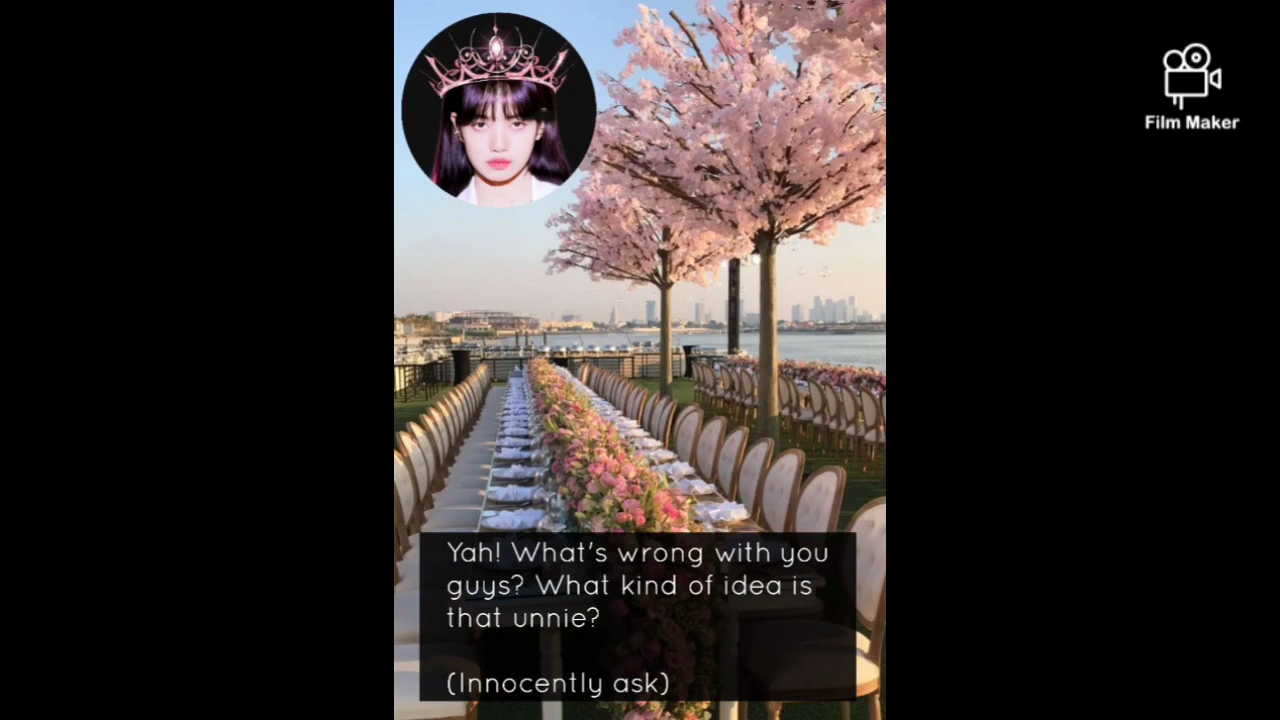 Film Maker
Yah! What's wrong with you
guys? What kind of idea is
that unnie?
(Innocently ask)